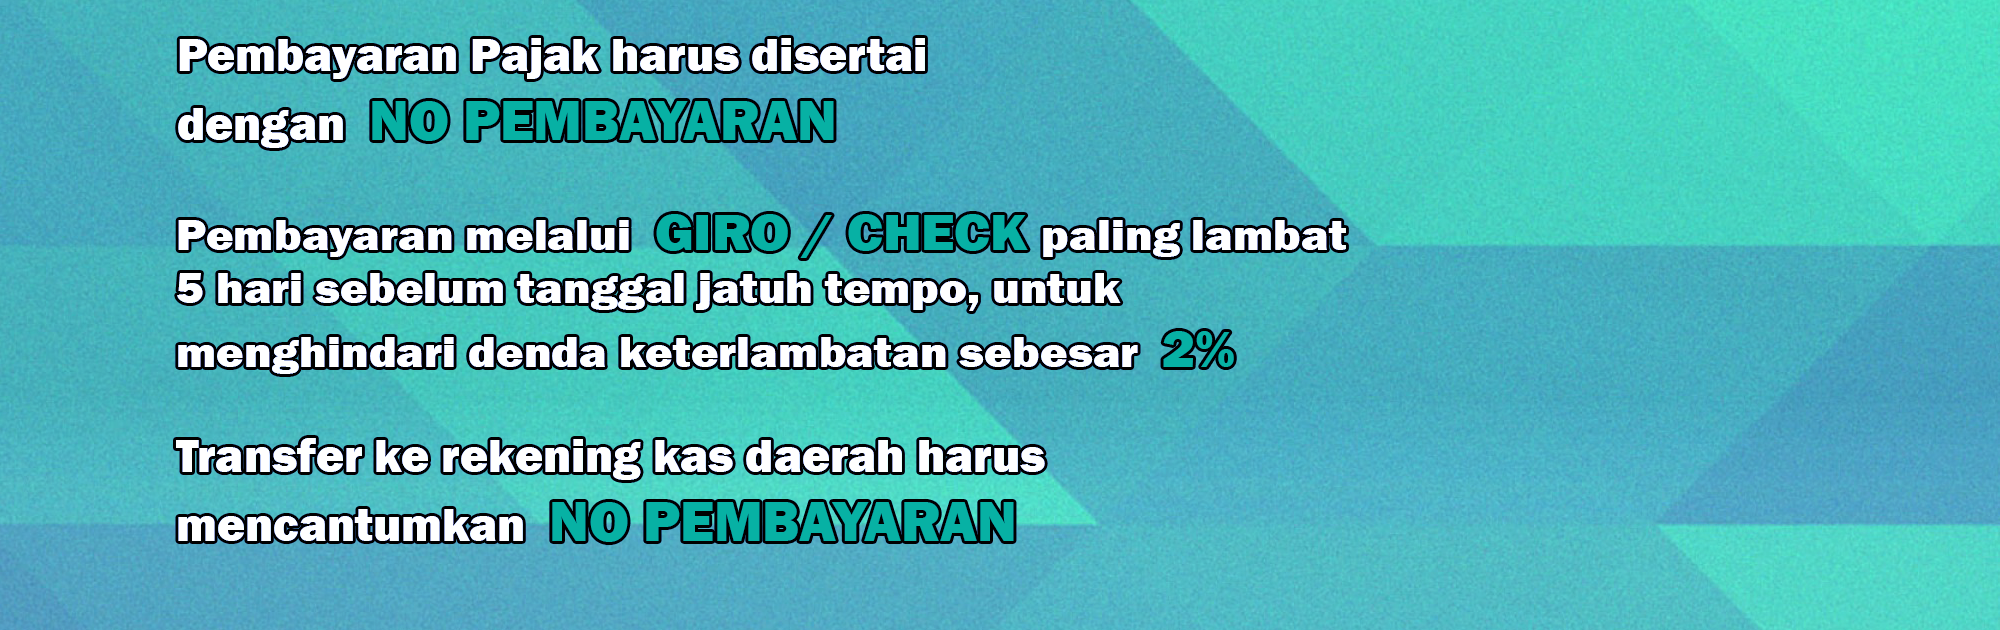 Pembayaran Pajak harus disertai
dengan NO PEMBAYARAN
Pembayaran melalui GIRO / CHECK paling lambat
5 hari sebelum tanggal jatuh tempo, untuk
menghindari denda keterlambatan sebesar 2%
Transfer ke rekening kas daerah harus
mencantumkan NO PEMBAYARAN